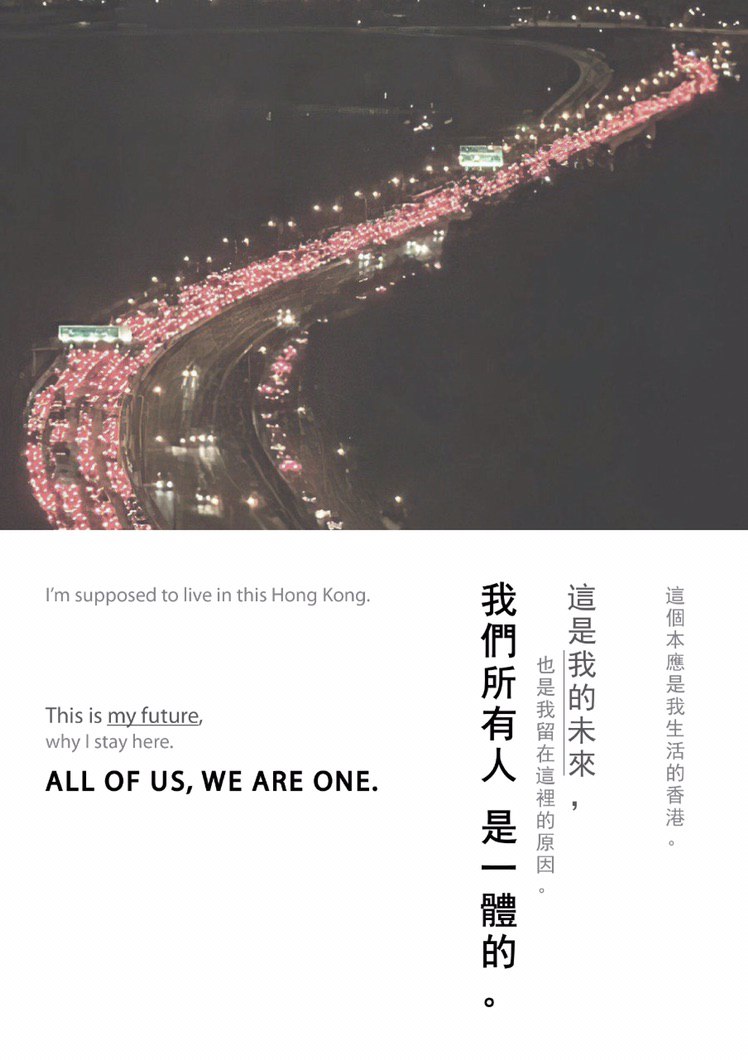 I'm supposed to live in this Hong Kong.
This is my future,
why I stay here.
ALL OF US, WE ARE ONE.
這個本應是我生活的香港。
這是我的未來，
也是我留在這裡的原因。
我們所有人 是一體的。